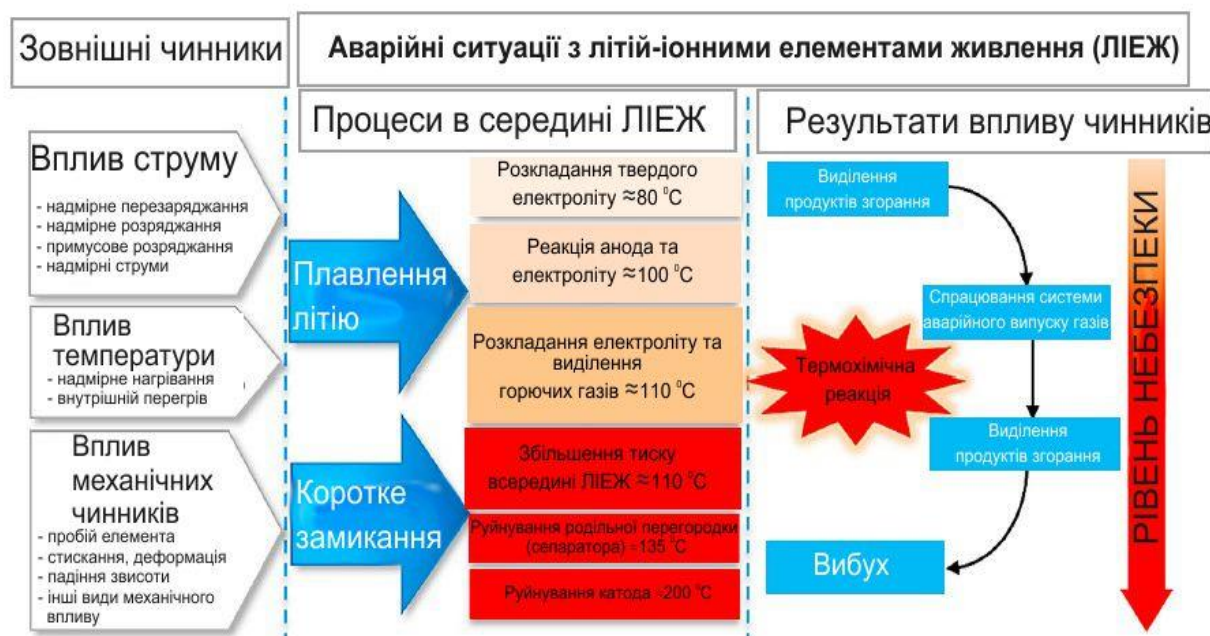 Зовнішні чинники
Аварійні ситуації з літій-іонними елементами живлення (ЛІЕЖ)
Процеси в середині ЛІЕЖ
Результати впливу чинників
Вплив струму
- надмірне перезаряджання
- надмірне розряджання
- примусове розряджання
- надмірні струми
Вплив
температури
- надмірне нагрівання
- внутрішній перегрів
Вплив
механічних
чинників
- пробій елемента
- стискання, деформація
- падіння звисоти
- інші види механічного
впливу
Плавлення
літію
Коротке
замикання
Розкладання твердого
електроліту ≈80 °C
Реакція анода та
електроліту ≈100 °C
Розкладання електроліту та
виділення
горючих газів ≈110 °C
Збільшення тиску
всередині ЛІЕЖ ≈110 °C
Руйнування родільної перегородки
(сепаратора) ≈135 °C
Руйнування катода ≈200 °C
Термохімічна
реакція
Виділення
продуктів згорання
Спрацювання системи
аварійного випуску газів
Виділення
продуктів згорання
Вибух
РІВЕНЬ НЕБЕЗПЕКИ